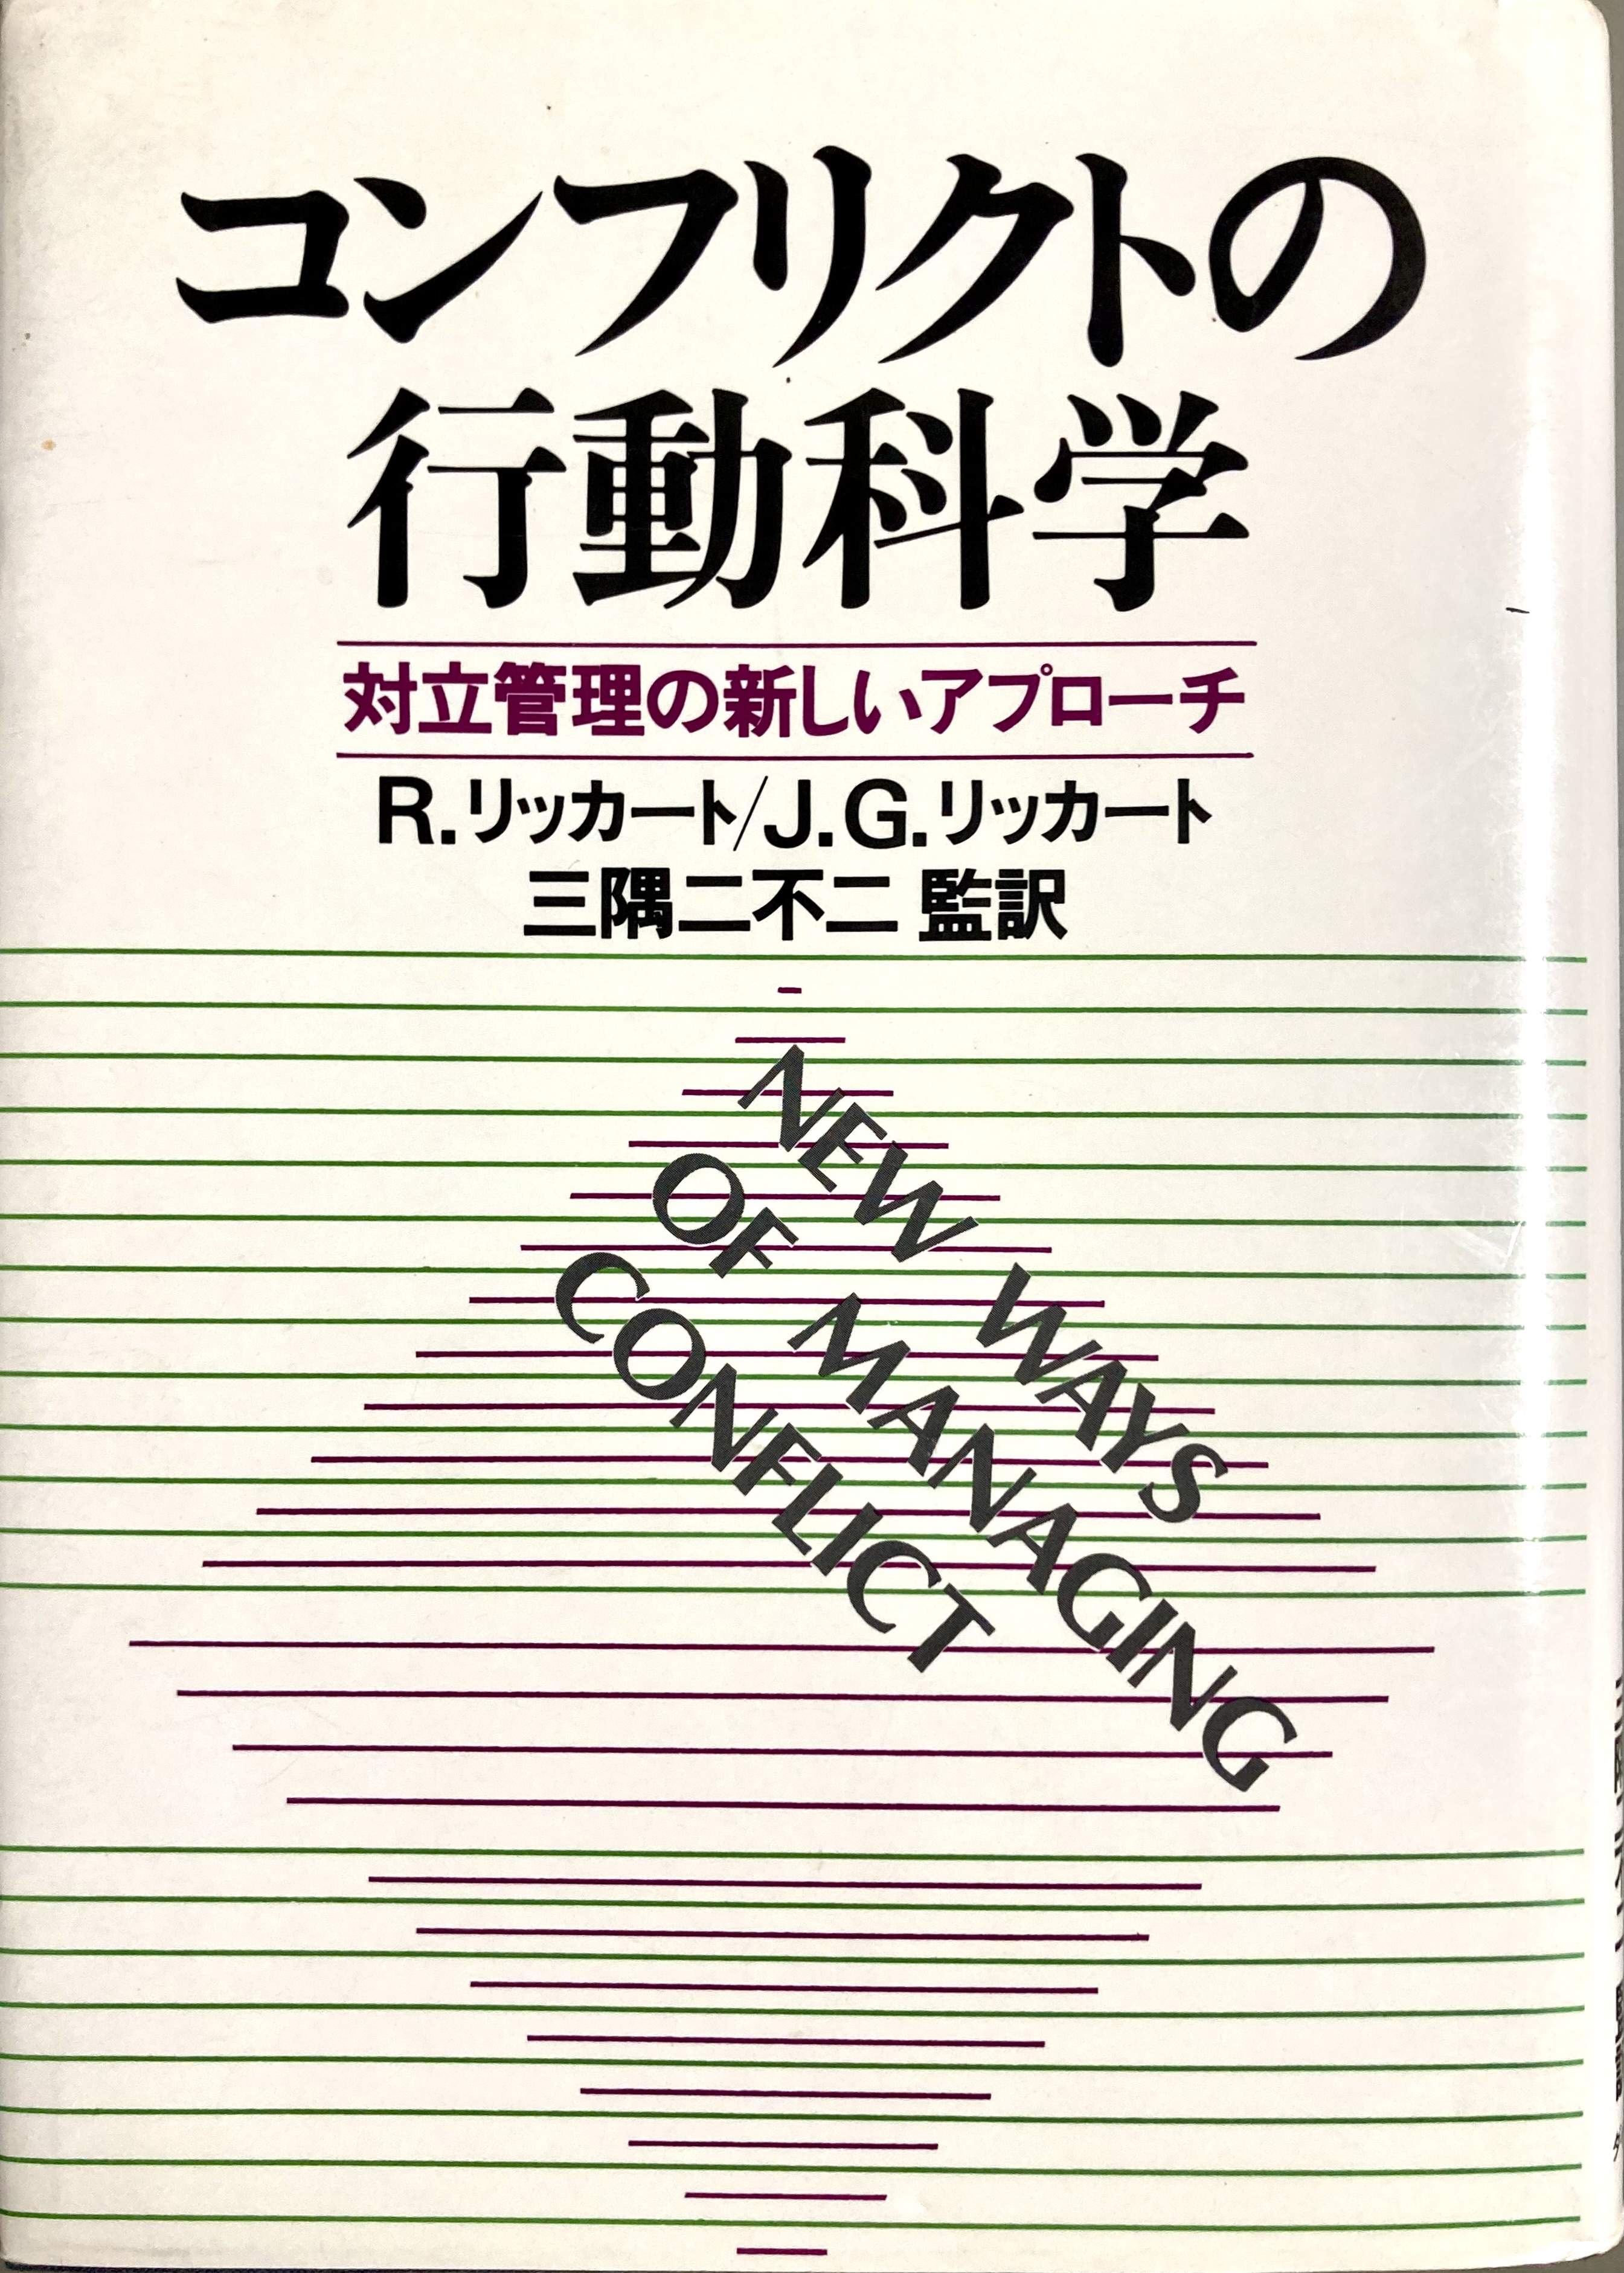 コンフリクトの
行動科学
対立管理の新しいアプローチ
R.リッカート/J.G.リッカート
三隅二不二 監訳
NEW WAYS
OF MANAGING
CONFLICT